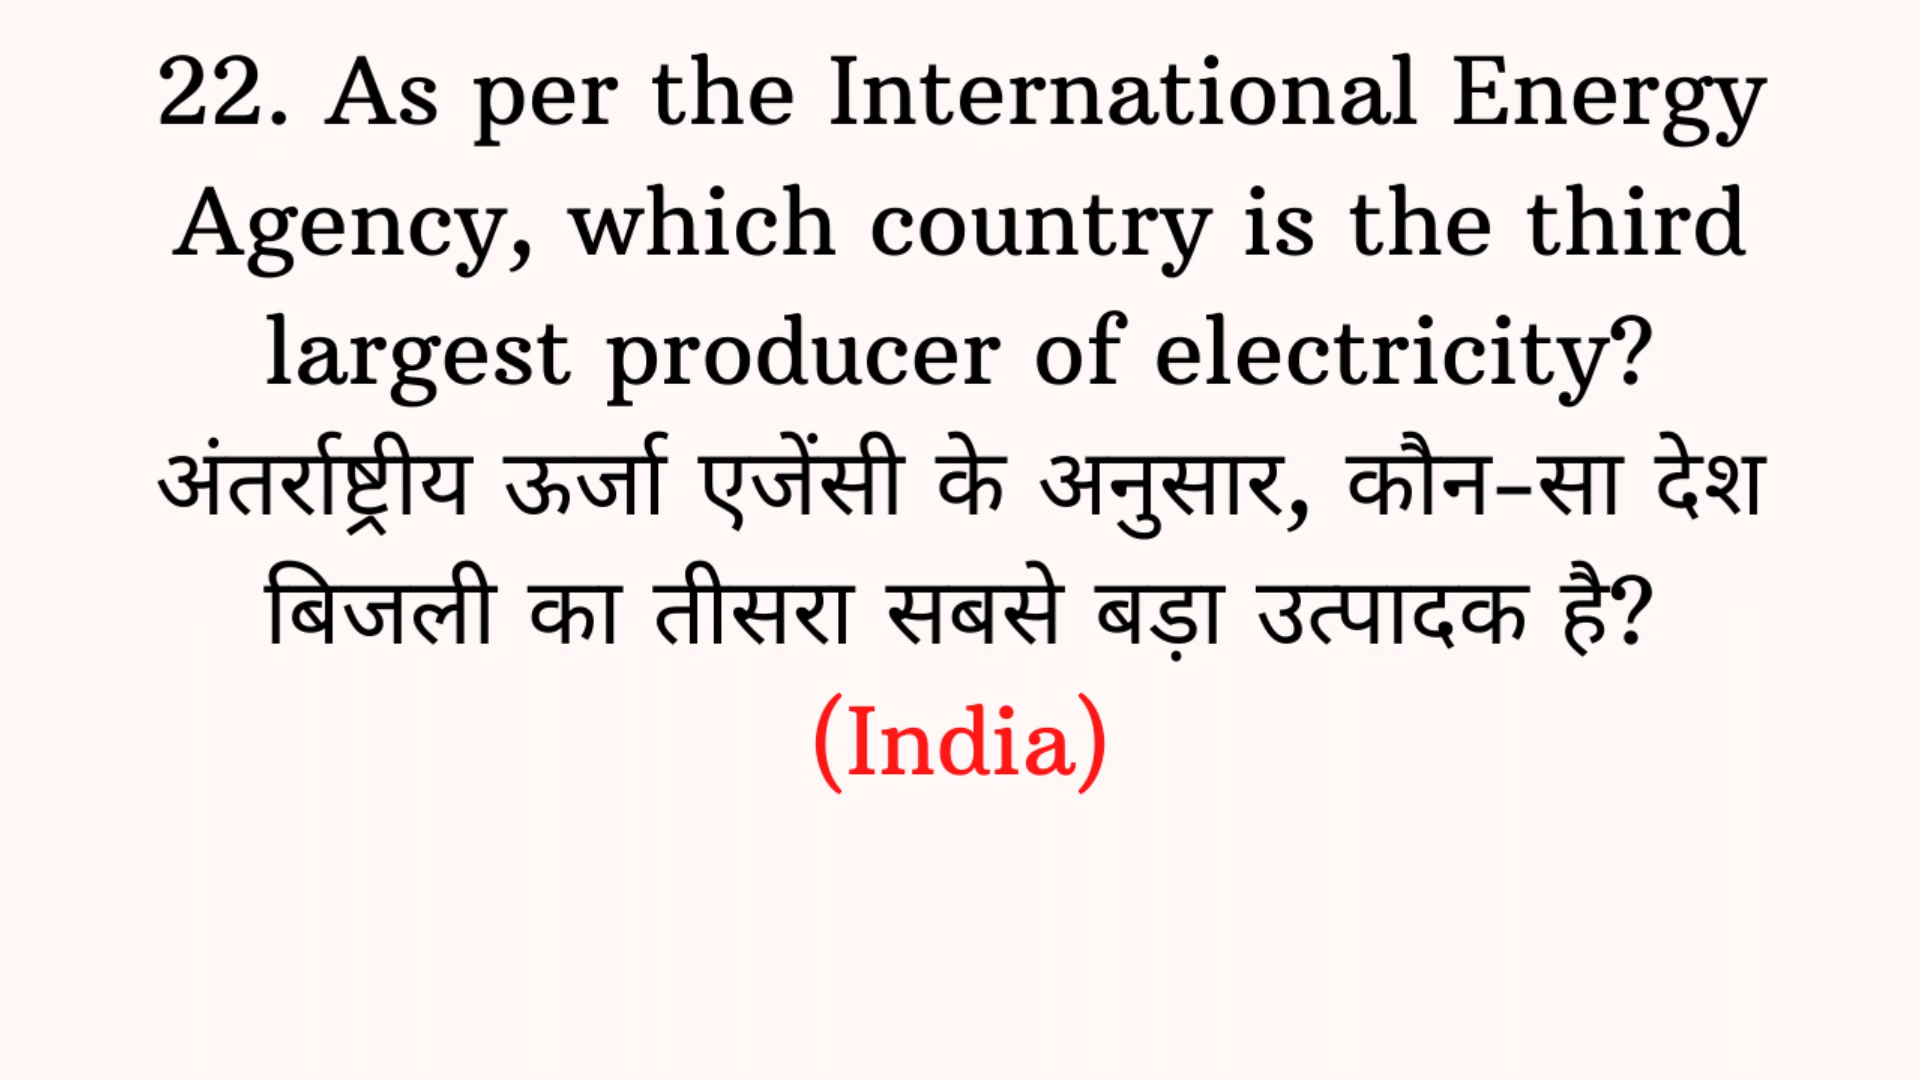 22. As per the International Energy
Agency, which country is the third
largest producer of electricity?
अंतर्राष्ट्रीय ऊर्जा एजेंसी के अनुसार, कौन-सा देश
बिजली का तीसरा सबसे बड़ा उत्पादक है?
(India)